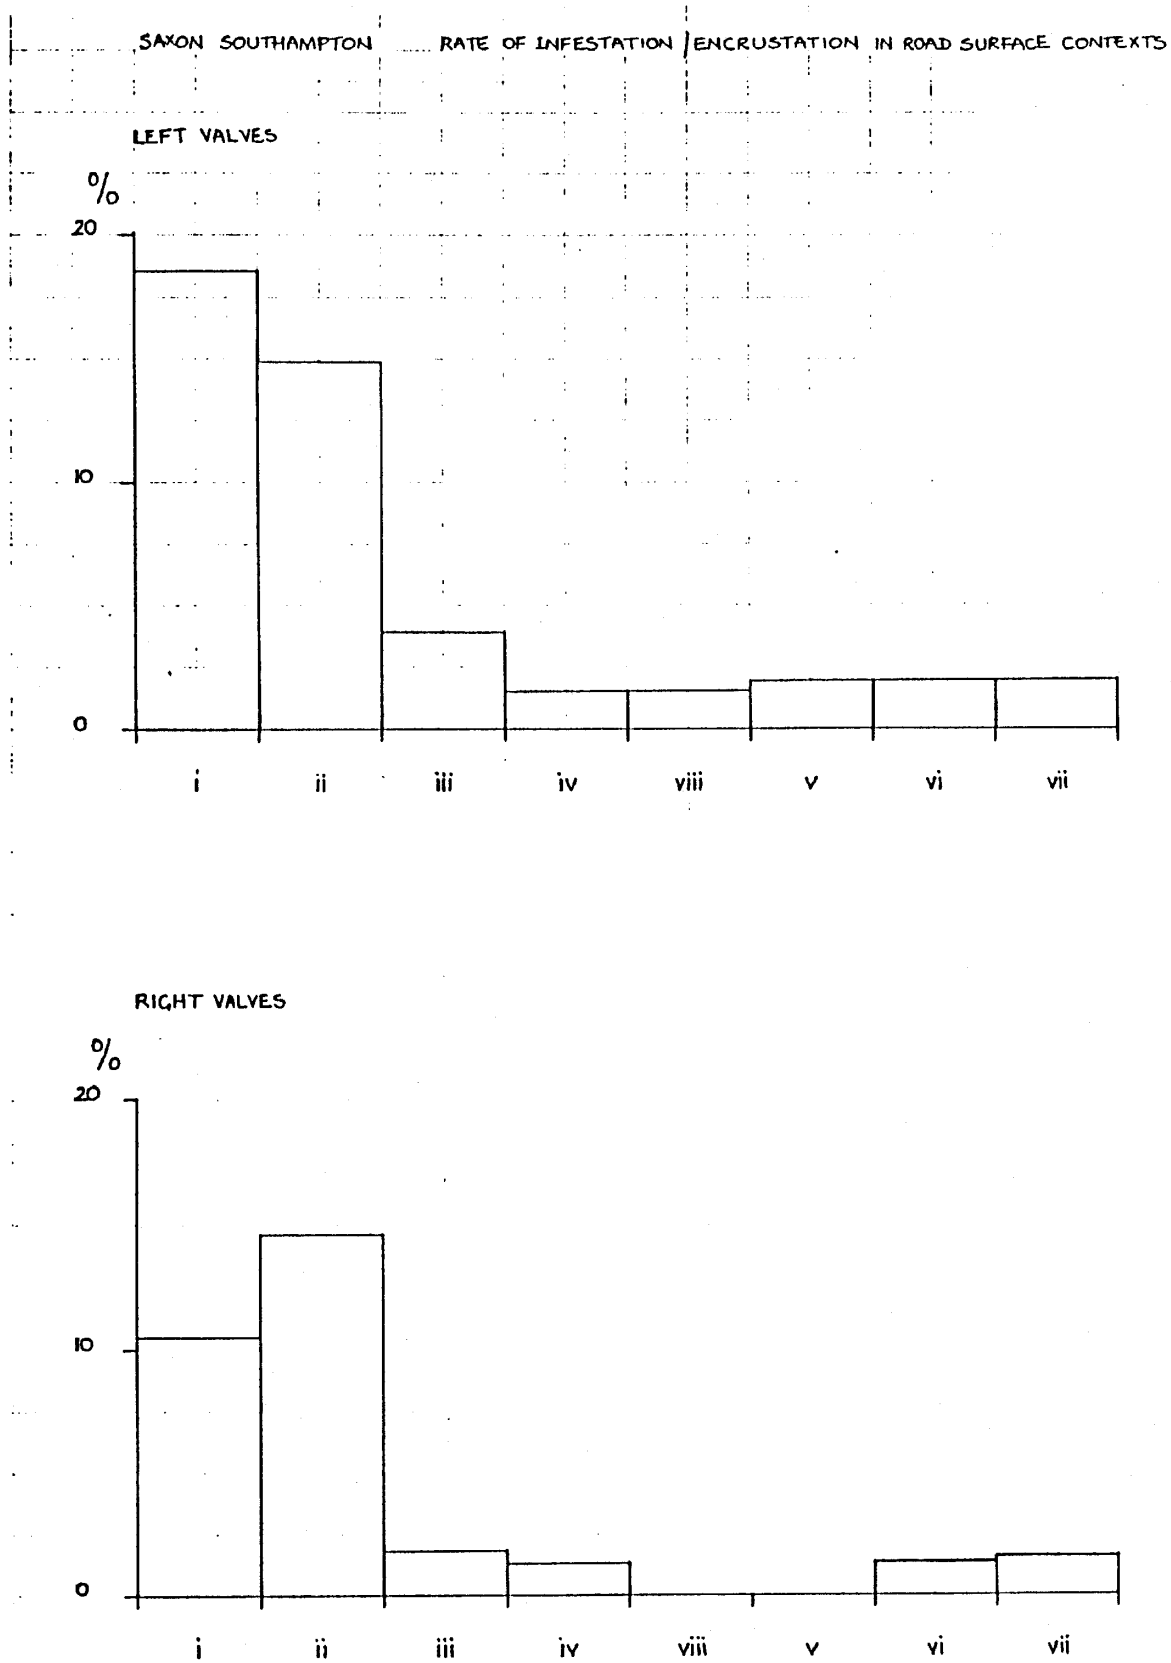 SAXON SOUTHAMPTON RATE OF INFESTATION/ENCRUSTATION IN ROAD SURFACE CONTEXTS
LEFT VALVES
%
20
10
0
i ii iii iv viii v vi vii
RIGHT VALVES
%
20
10
0
i ii iii iv viii v vi vii